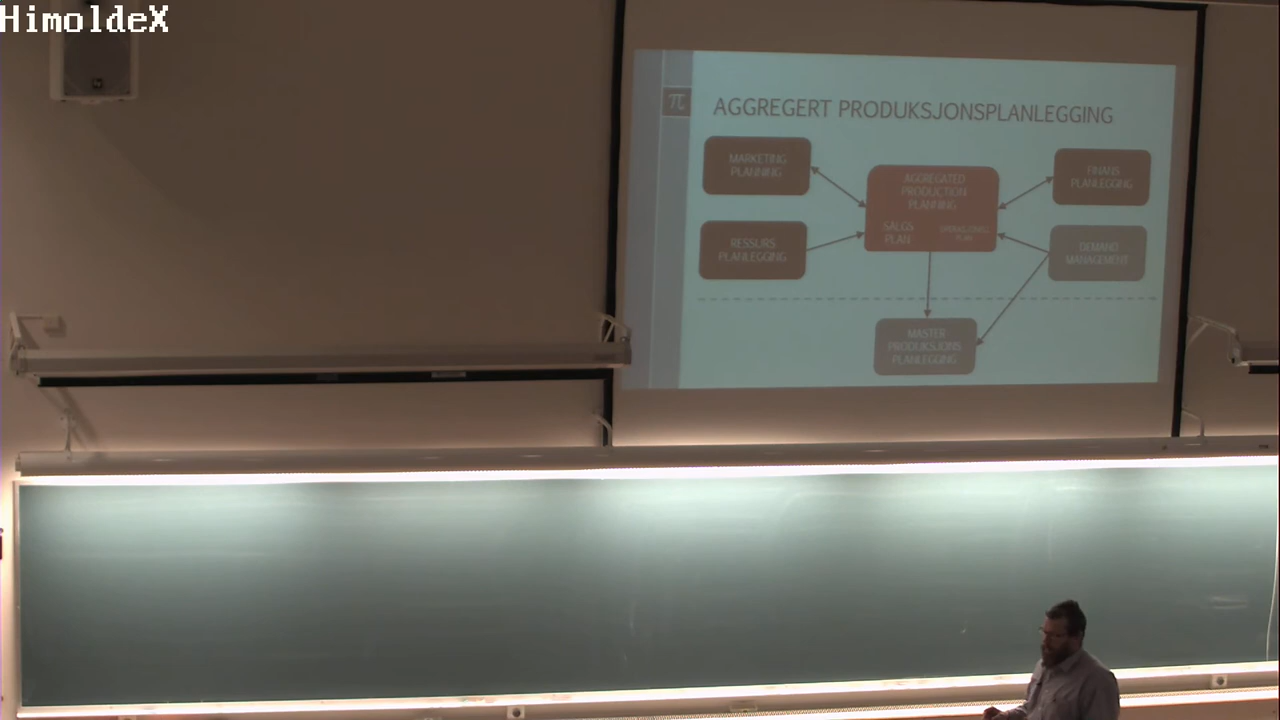 HimoldeX
π
AGGREGERT PRODUKSJONSPLANLEGGING
MARKETING
PLANNING
AGGREGATED
PRODUCTION
PLANNING
SALGS
PLAN
PLAN
FINANS
PLANLEGGING
RESSURS
PLANLEGGING
DEMAND
MANAGEMENT
MASTER
PRODUKSJONS
PLANLEGGING